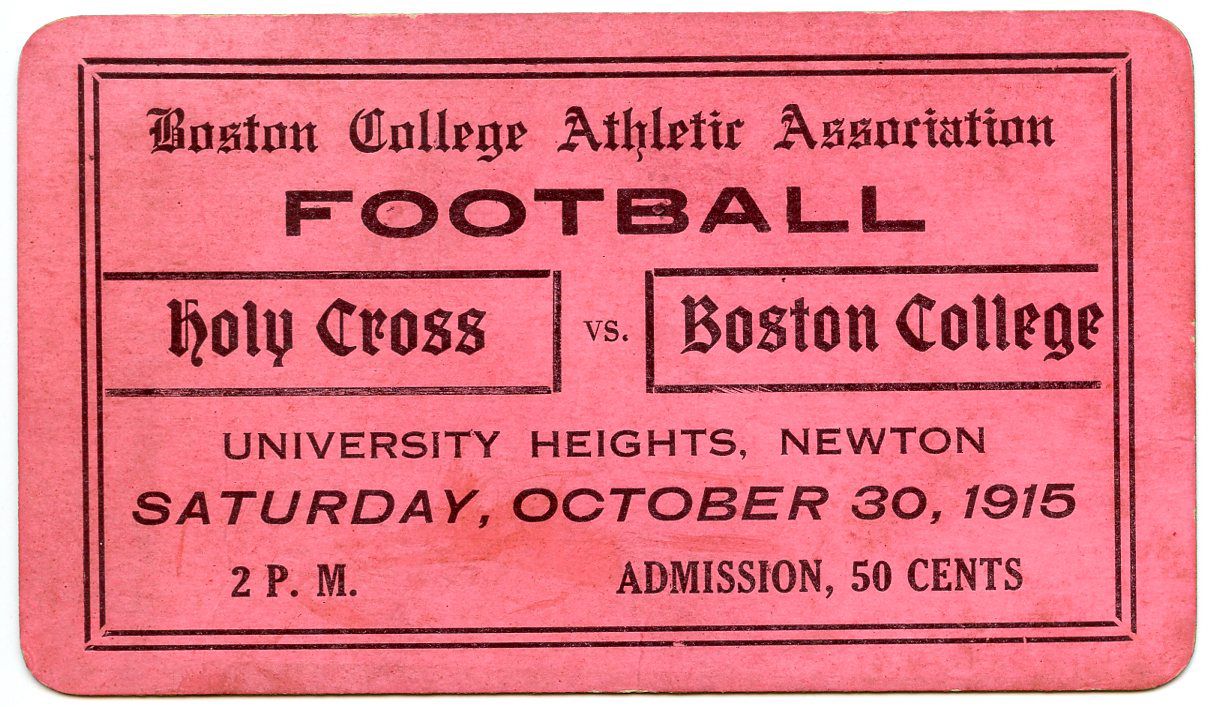 Boston College Athletic Association
FOOTBALL
Holy Cross vs. Boston College
UNIVERSITY HEIGHTS, NEWTON
SATURDAY, OCTOBER 30, 1915
2 P. M. ADMISSION, 50 CENTS